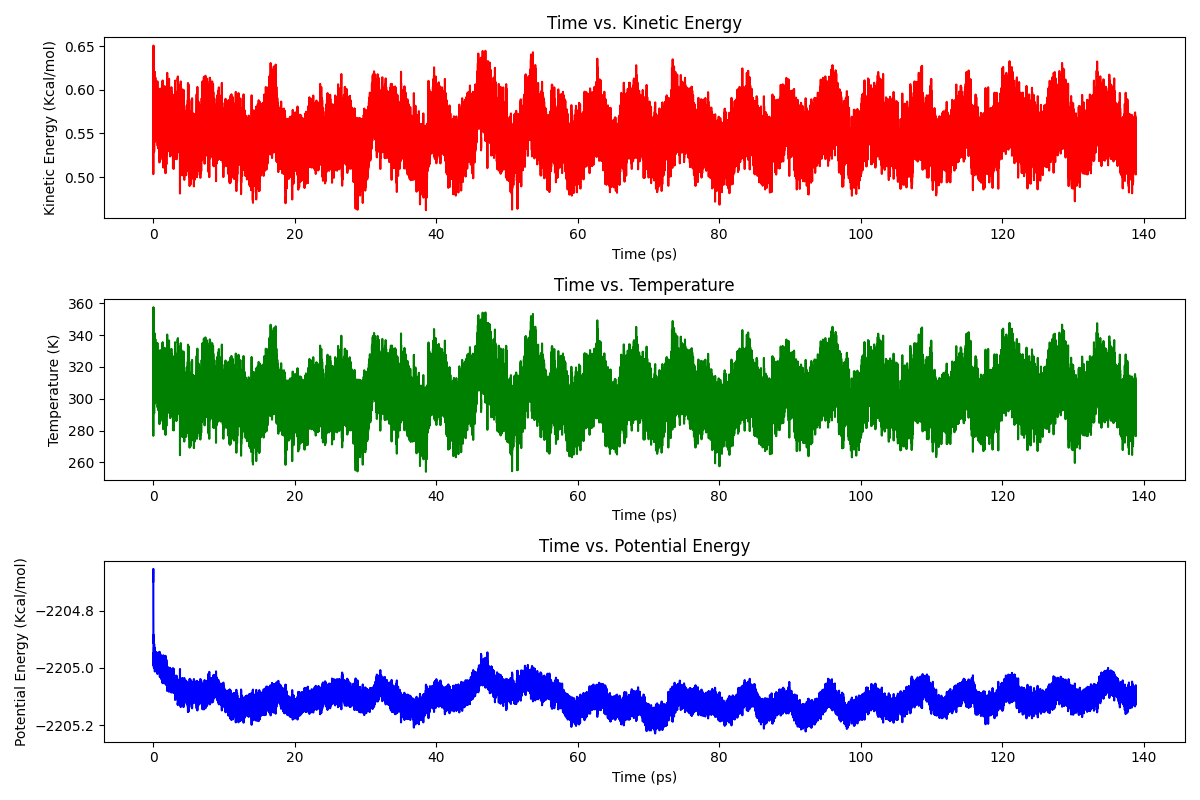 Time vs. Kinetic Energy
Kinetic Energy (Kcal/mol)
0.65
0.60
0.55
0.50
0 20 40 60 80 100 120 140
Time (ps)
Time vs. Temperature
Temperature (K)
360
340
320
300
280
260
0 20 40 60 80 100 120 140
Time (ps)
Time vs. Potential Energy
Potential Energy (Kcal/mol)
−2204.8
−2205.0
−2205.2
0 20 40 60 80 100 120 140
Time (ps)